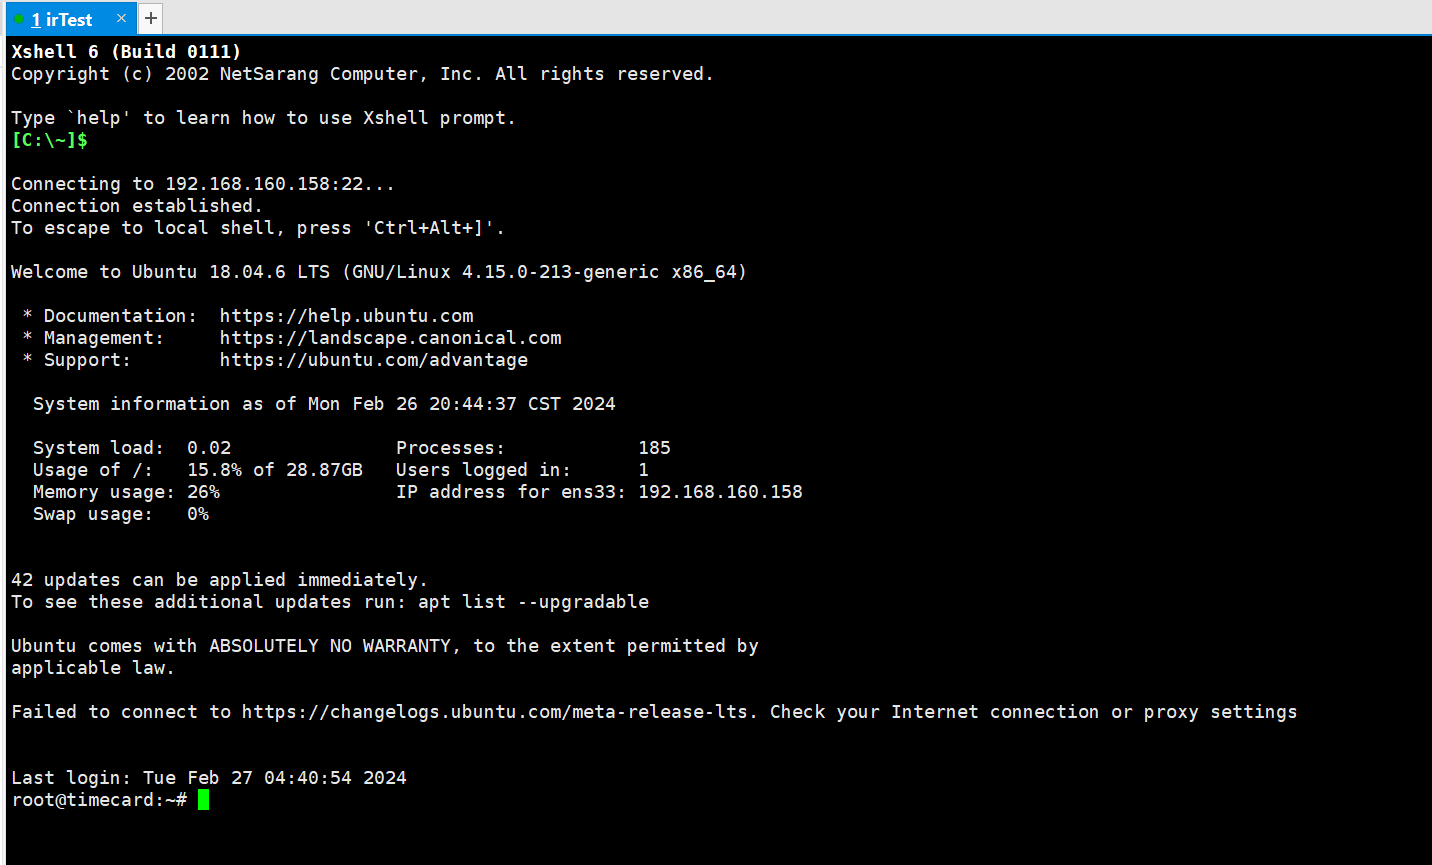 1 irTest × +
Xshell 6 (Build 0111)
Copyright (c) 2002 NetSarang Computer, Inc. All rights reserved.
Type `help' to learn how to use Xshell prompt.
[C:\~]$
Connecting to 192.168.160.158:22...
Connection established.
To escape to local shell, press 'Ctrl+Alt+]'.
Welcome to Ubuntu 18.04.6 LTS (GNU/Linux 4.15.0-213-generic x86_64)
 * Documentation:  https://help.ubuntu.com
 * Management:     https://landscape.canonical.com
 * Support:        https://ubuntu.com/advantage
  System information as of Mon Feb 26 20:44:37 CST 2024
  System load:  0.02               Processes:            185
  Usage of /:   15.8% of 28.87GB   Users logged in:      1
  Memory usage: 26%                IP address for ens33: 192.168.160.158
  Swap usage:   0%
42 updates can be applied immediately.
To see these additional updates run: apt list --upgradable
Ubuntu comes with ABSOLUTELY NO WARRANTY, to the extent permitted by
applicable law.
Failed to connect to https://changelogs.ubuntu.com/meta-release-lts. Check your Internet connection or proxy settings
Last login: Tue Feb 27 04:40:54 2024
root@timecard:~#